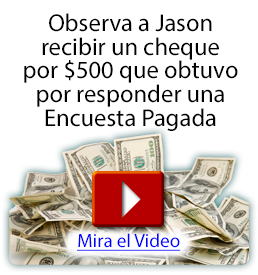 Observa a Jason
recibir un cheque
por $500 que obtuvo
por responder una
Encuesta Pagada
Mira el Video